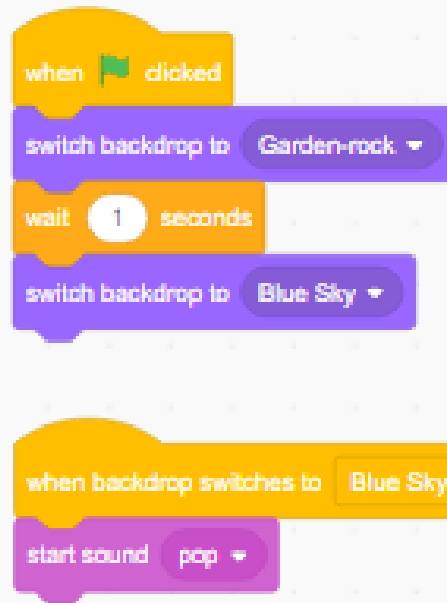 when clicked
switch backdrop to Garden-rock
wait 1 seconds
switch backdrop to Blue Sky
when backdrop switches to Blue Sky
start sound pop